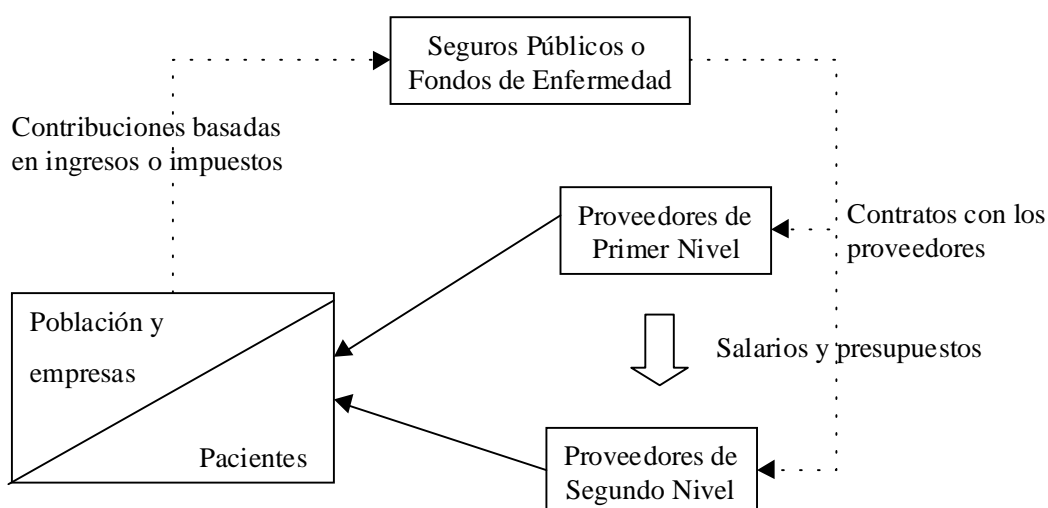 Seguros Públicos o
Fondos de Enfermedad
Contribuciones basadas
en ingresos o impuestos
Proveedores de
Primer Nivel
Contratos con los
proveedores
Población y
empresas
Pacientes
Salarios y presupuestos
Proveedores de
Segundo Nivel